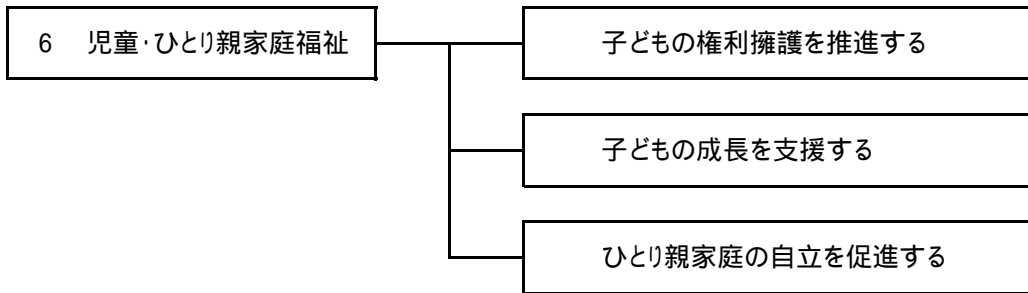 6　児童・ひとり親家庭福祉
子どもの権利擁護を推進する
子どもの成長を支援する
ひとり親家庭の自立を促進する